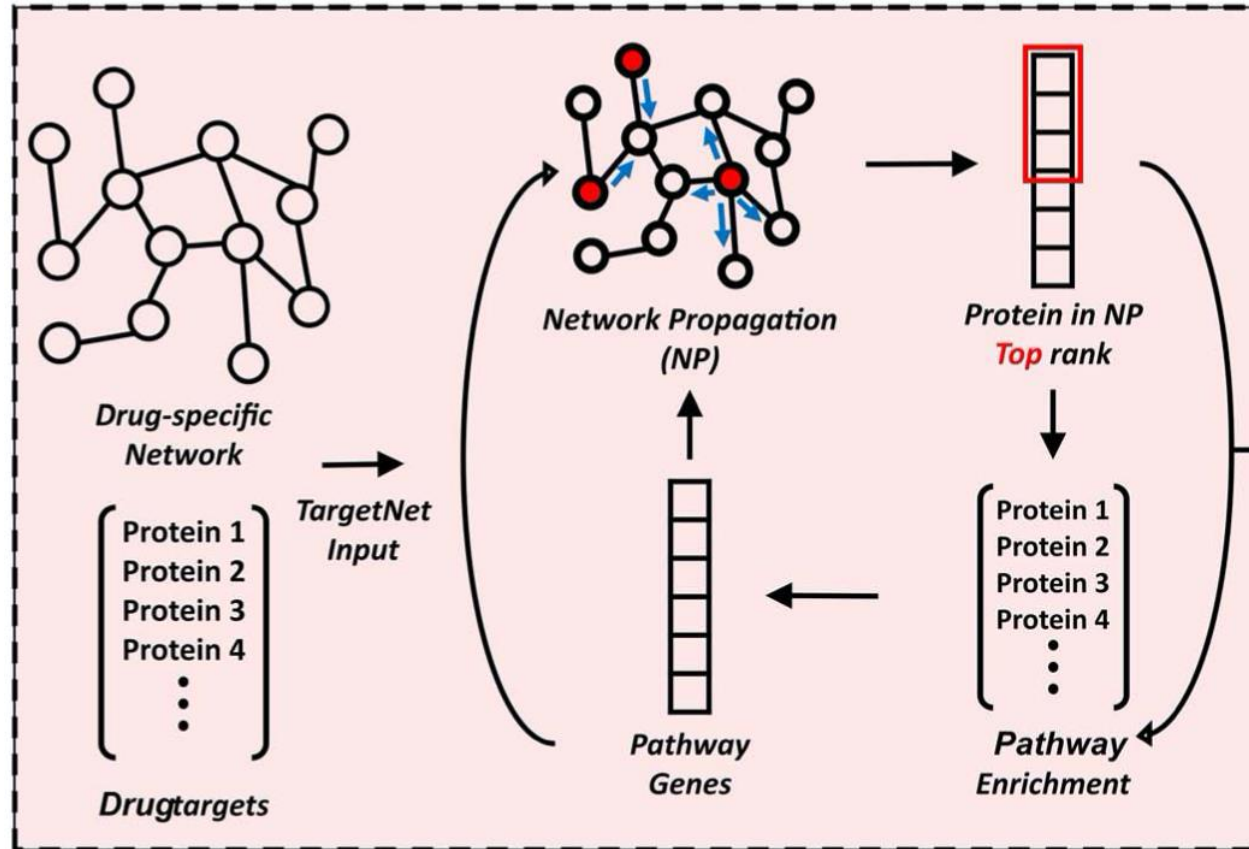 Drug-specific
Network
Protein 1
Protein 2
Protein 3
Protein 4
Drugtargets
TargetNet
Input
Network Propagation
(NP)
Protein in NP
Top rank
Protein 1
Protein 2
Protein 3
Protein 4
Pathway
Enrichment
Pathway
Genes